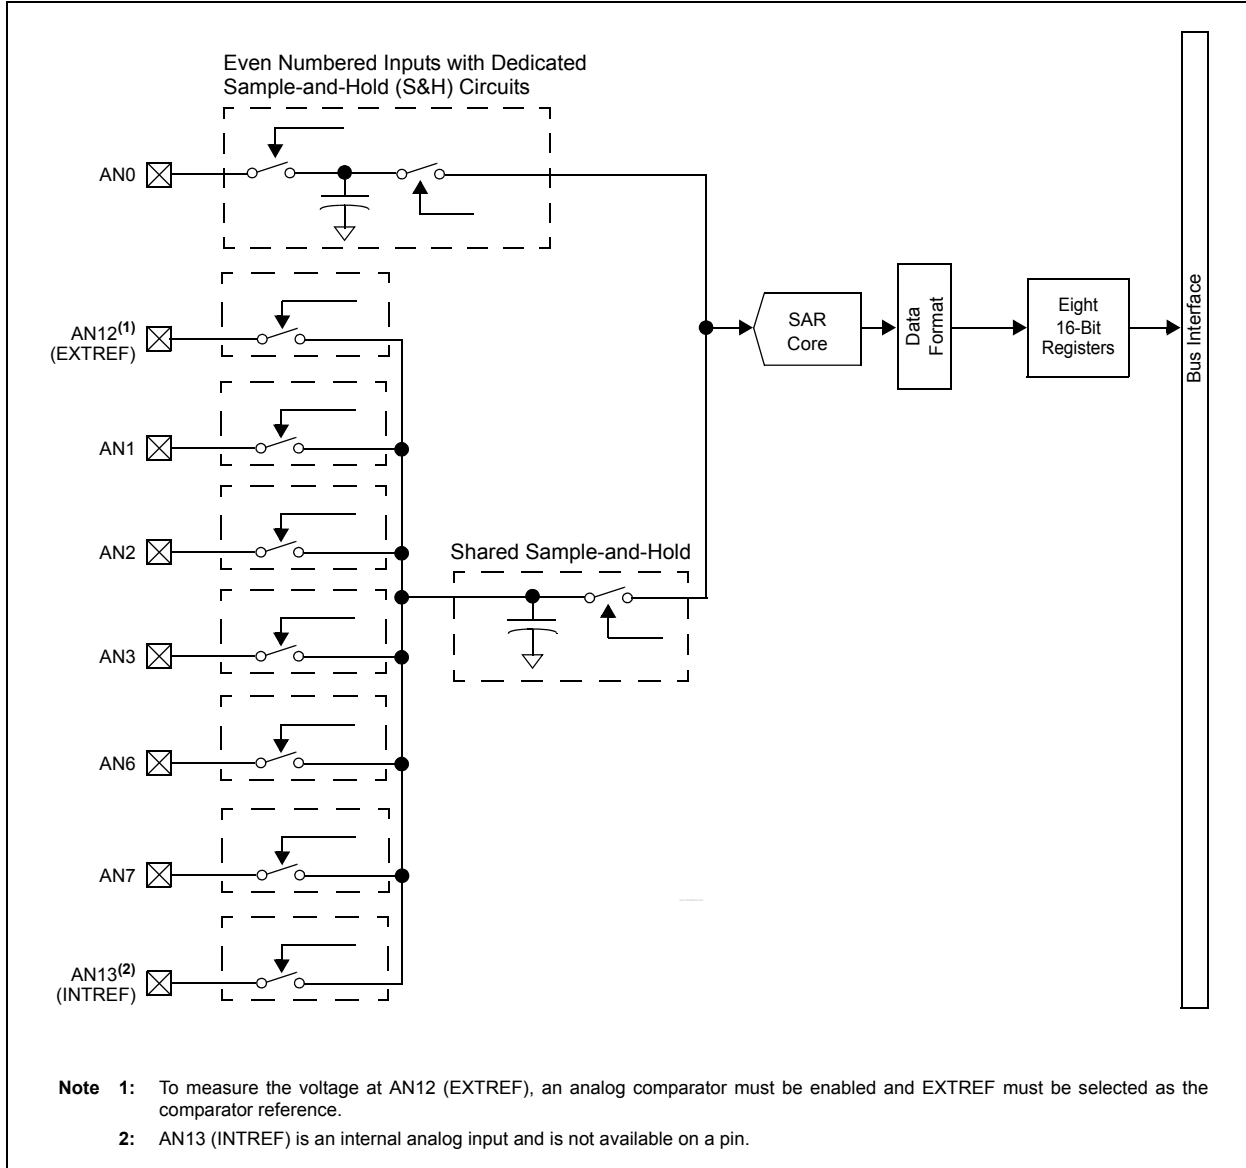 Even Numbered Inputs with Dedicated
Sample-and-Hold (S&H) Circuits
AN0
AN12(1)
(EXTREF)
AN1
AN2
AN3
AN6
AN7
AN13(2)
(INTREF)
Shared Sample-and-Hold
SAR
Core
Data
Format
Eight
16-Bit
Registers
Bus Interface
Note 1: To measure the voltage at AN12 (EXTREF), an analog comparator must be enabled and EXTREF must be selected as the
comparator reference.
2: AN13 (INTREF) is an internal analog input and is not available on a pin.